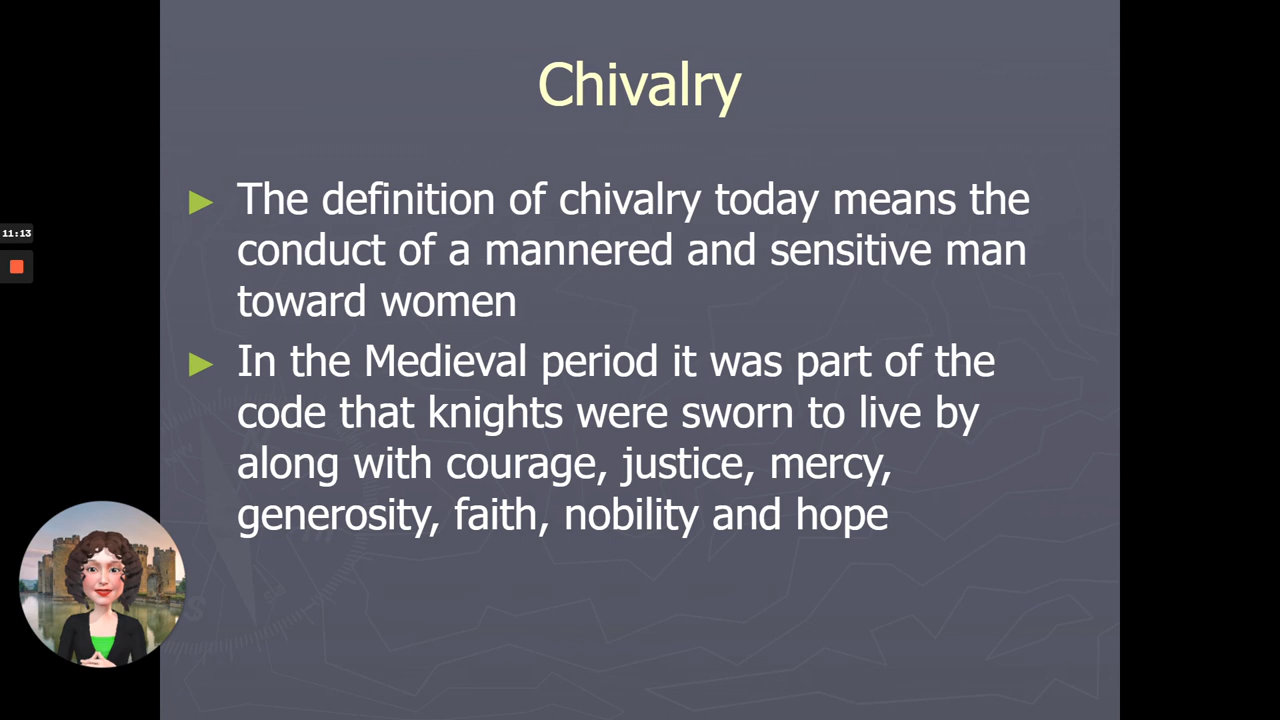 Chivalry
► The definition of chivalry today means the
conduct of a mannered and sensitive man
toward women
► In the Medieval period it was part of the
code that knights were sworn to live by
along with courage, justice, mercy,
generosity, faith, nobility and hope
11:13